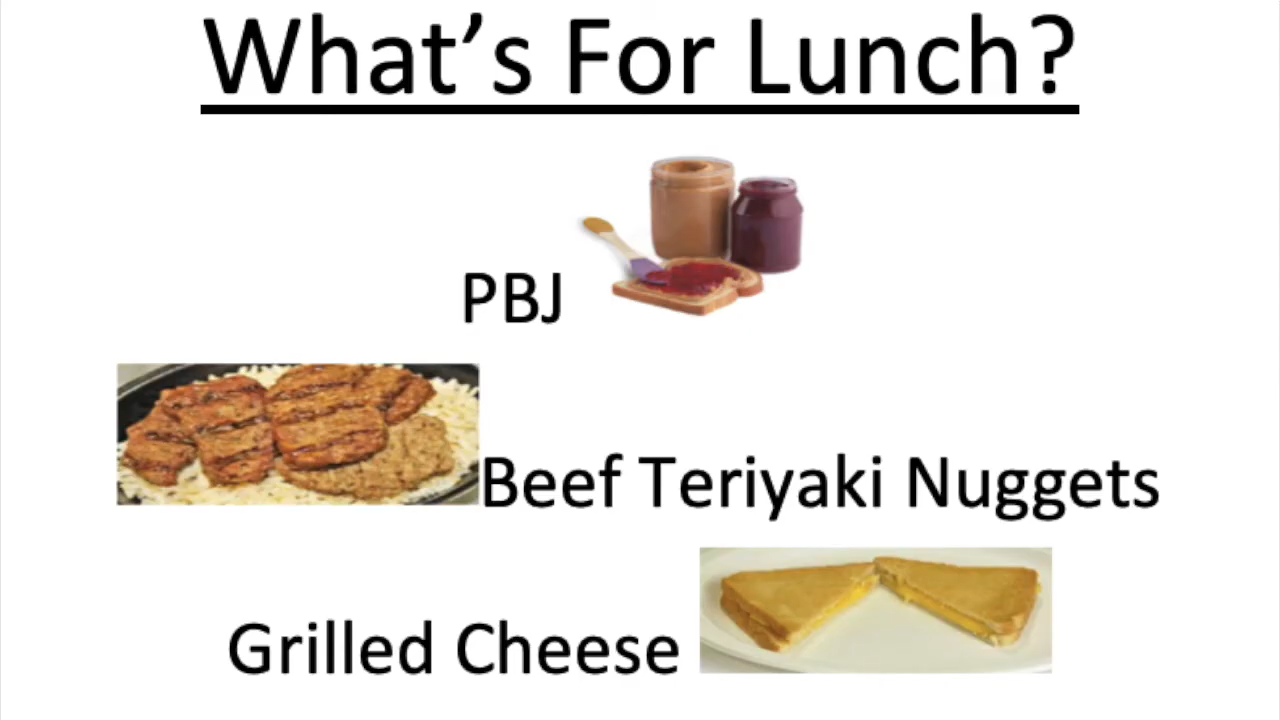 What’s For Lunch?
PBJ
Beef Teriyaki Nuggets
Grilled Cheese